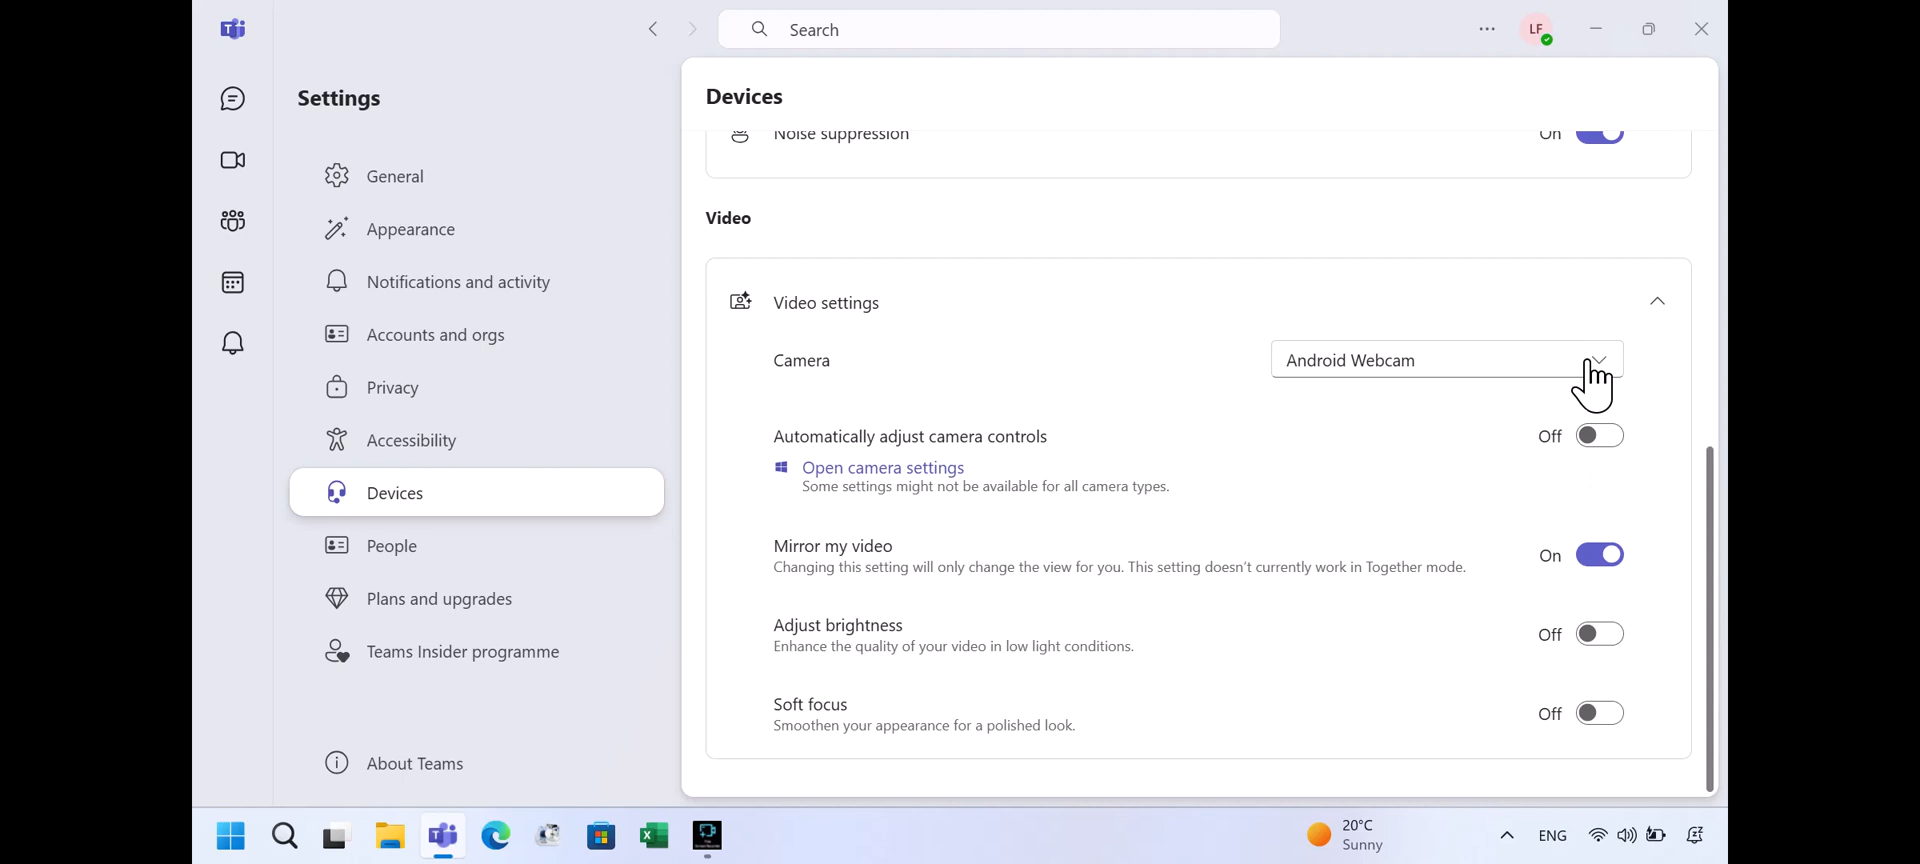 Search
LF
Settings
General
Appearance
Notifications and activity
Accounts and orgs
Privacy
Accessibility
Devices
People
Plans and upgrades
Teams Insider programme
About Teams
Devices
Noise suppression
On
Video
Video settings
Camera
Android Webcam
Automatically adjust camera controls
Off
Open camera settings
Some settings might not be available for all camera types.
Mirror my video
Changing this setting will only change the view for you. This setting doesn't currently work in Together mode.
On
Adjust brightness
Enhance the quality of your video in low light conditions.
Off
Soft focus
Smoothen your appearance for a polished look.
Off
20°C
Sunny
ENG